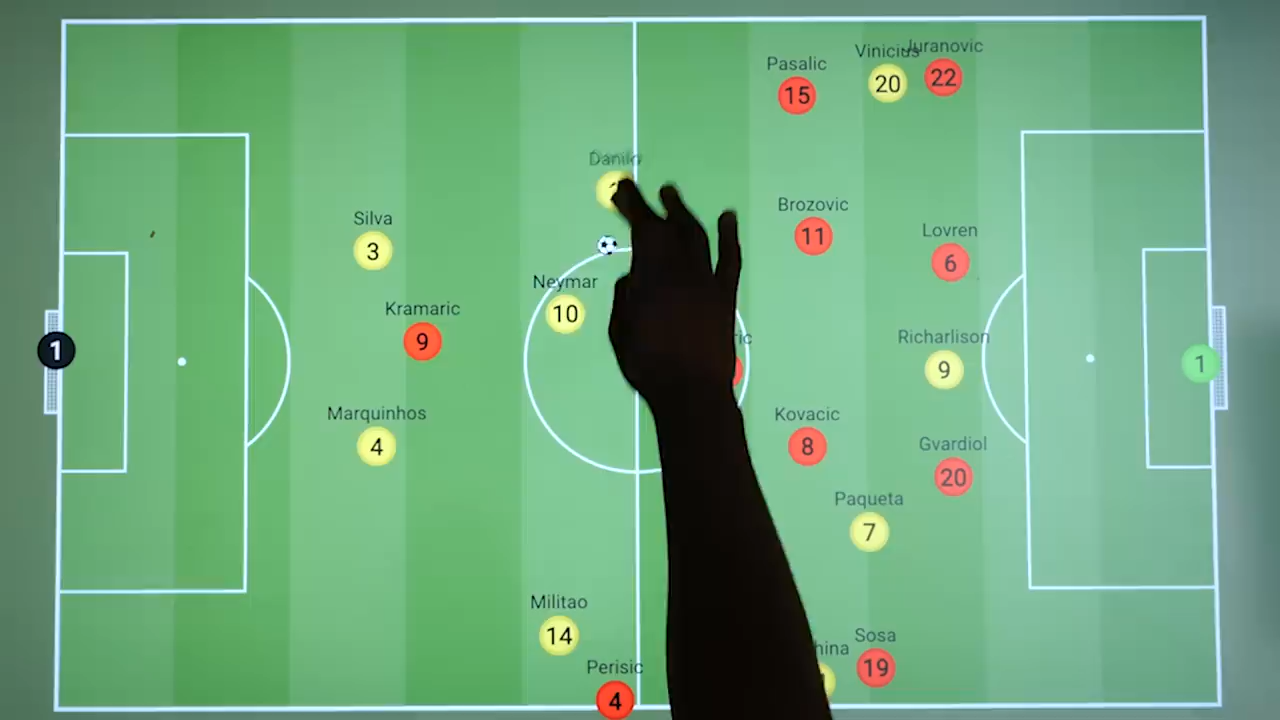 Juranovic
Vinicius
Pasalic
15
20
22
Danilo
Brozovic
11
Silva
3
Lovren
6
Neymar
10
Kramaric
9
Richarlison
9
1
1
Marquinhos
4
Kovacic
8
Gvardiol
20
Paqueta
7
Militao
14
Sosa
19
Perisic
4